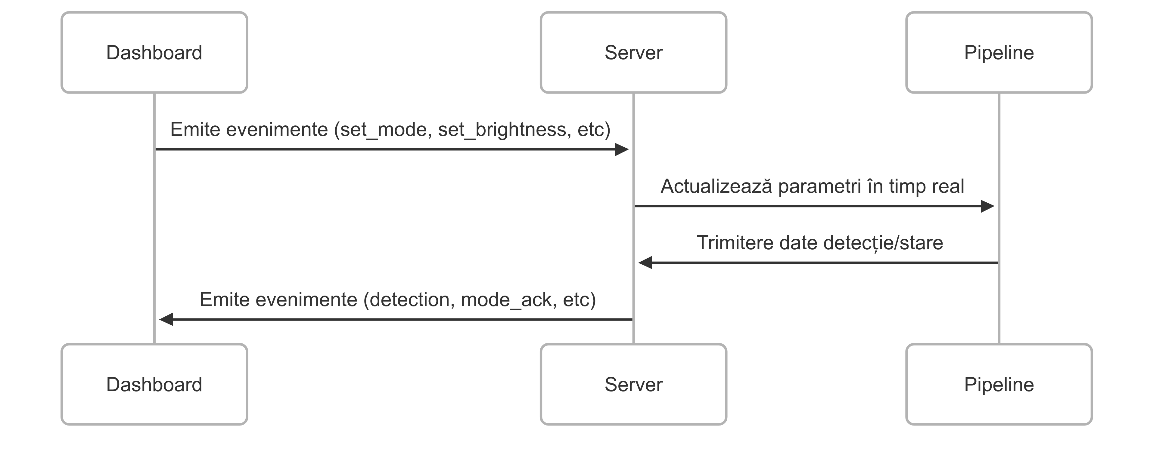 Dashboard
Server
Pipeline
Emite evenimente (set_mode, set_brightness, etc)
Actualizează parametri în timp real
Trimitere date detecție/stare
Emite evenimente (detection, mode_ack, etc)
Dashboard
Server
Pipeline